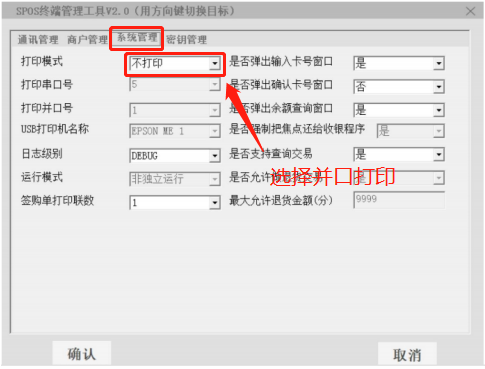 SPOS终端管理工具V2.0（用方向键切换目标）
通讯管理 商户管理 系统管理 密钥管理
打印模式 不打印 是否弹出输入卡号窗口 是
打印串口号 5 是否弹出确认卡号窗口 否
打印并口号 1 是否弹出余额查询窗口 是
USB打印机名称 EPSON ME 1 是否强制把焦点还给收银程序 是
日志级别 DEBUG 是否支持查询交易 是
运行模式 非独立运行 是否允许 交易
选择并口打印
签购单打印联数 1 最大允许退货金额(分) 9999
确认 取消